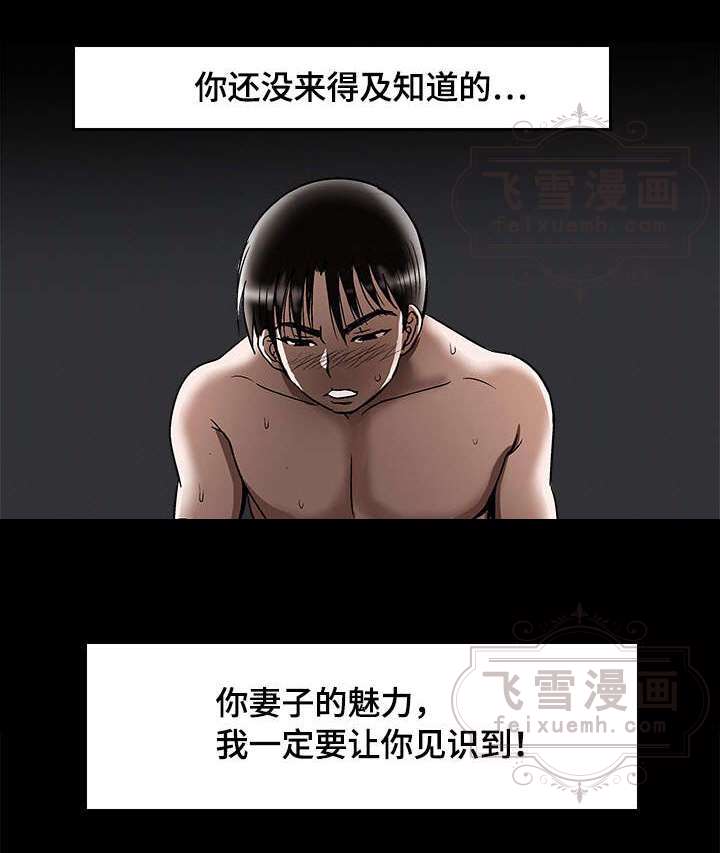 你还没来得及知道的...
飞雪漫画
feixuemh.com
飞雪漫画
feixuemh.com
你妻子的魅力，
我一定要让你见识到！